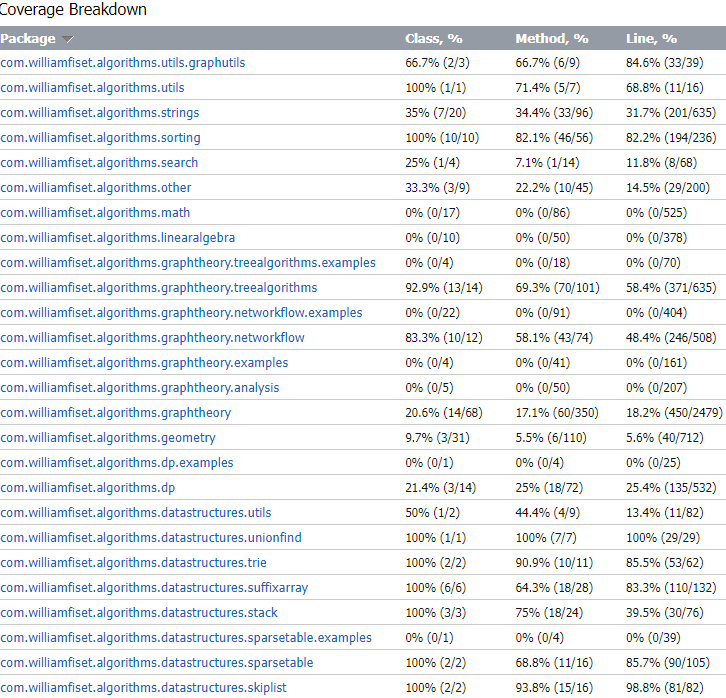 Coverage Breakdown
Package Class, % Method, % Line, %
com.williamfiset.algorithms.utils.graphutils 66.7% (2/3) 66.7% (6/9) 84.6% (33/39)
com.williamfiset.algorithms.utils 100% (1/1) 71.4% (5/7) 68.8% (11/16)
com.williamfiset.algorithms.strings 35% (7/20) 34.4% (33/96) 31.7% (201/635)
com.williamfiset.algorithms.sorting 100% (10/10) 82.1% (46/56) 82.2% (194/236)
com.williamfiset.algorithms.search 25% (1/4) 7.1% (1/14) 11.8% (8/68)
com.williamfiset.algorithms.other 33.3% (3/9) 22.2% (10/45) 14.5% (29/200)
com.williamfiset.algorithms.math 0% (0/17) 0% (0/86) 0% (0/525)
com.williamfiset.algorithms.linearalgebra 0% (0/10) 0% (0/50) 0% (0/378)
com.williamfiset.algorithms.graphtheory.treealgorithms.examples 0% (0/4) 0% (0/18) 0% (0/70)
com.williamfiset.algorithms.graphtheory.treealgorithms 92.9% (13/14) 69.3% (70/101) 58.4% (371/635)
com.williamfiset.algorithms.graphtheory.networkflow.examples 0% (0/22) 0% (0/91) 0% (0/404)
com.williamfiset.algorithms.graphtheory.networkflow 83.3% (10/12) 58.1% (43/74) 48.4% (246/508)
com.williamfiset.algorithms.graphtheory.examples 0% (0/4) 0% (0/41) 0% (0/161)
com.williamfiset.algorithms.graphtheory.analysis 0% (0/5) 0% (0/50) 0% (0/207)
com.williamfiset.algorithms.graphtheory 20.6% (14/68) 17.1% (60/350) 18.2% (450/2479)
com.williamfiset.algorithms.geometry 9.7% (3/31) 5.5% (6/110) 5.6% (40/712)
com.williamfiset.algorithms.dp.examples 0% (0/1) 0% (0/4) 0% (0/25)
com.williamfiset.algorithms.dp 21.4% (3/14) 25% (18/72) 25.4% (135/532)
com.williamfiset.algorithms.datastructures.utils 50% (1/2) 44.4% (4/9) 13.4% (11/82)
com.williamfiset.algorithms.datastructures.unionfind 100% (1/1) 100% (7/7) 100% (29/29)
com.williamfiset.algorithms.datastructures.trie 100% (2/2) 90.9% (10/11) 85.5% (53/62)
com.williamfiset.algorithms.datastructures.suffixarray 100% (6/6) 64.3% (18/28) 83.3% (110/132)
com.williamfiset.algorithms.datastructures.stack 100% (3/3) 75% (18/24) 39.5% (30/76)
com.williamfiset.algorithms.datastructures.sparsetable.examples 0% (0/1) 0% (0/4) 0% (0/39)
com.williamfiset.algorithms.datastructures.sparsetable 100% (2/2) 68.8% (11/16) 85.7% (90/105)
com.williamfiset.algorithms.datastructures.skiplist 100% (2/2) 93.8% (15/16) 98.8% (81/82)